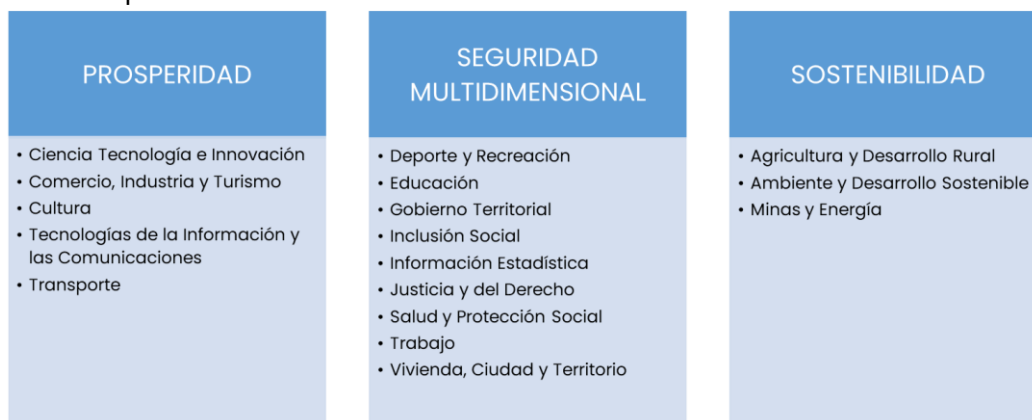 PROSPERIDAD
• Ciencia Tecnología e Innovación
• Comercio, Industria y Turismo
• Cultura
• Tecnologías de la Información y
las Comunicaciones
• Transporte
SEGURIDAD
MULTIDIMENSIONAL
• Deporte y Recreación
• Educación
• Gobierno Territorial
• Inclusión Social
• Información Estadística
• Justicia y del Derecho
• Salud y Protección Social
• Trabajo
• Vivienda, Ciudad y Territorio
SOSTENIBILIDAD
• Agricultura y Desarrollo Rural
• Ambiente y Desarrollo Sostenible
• Minas y Energía